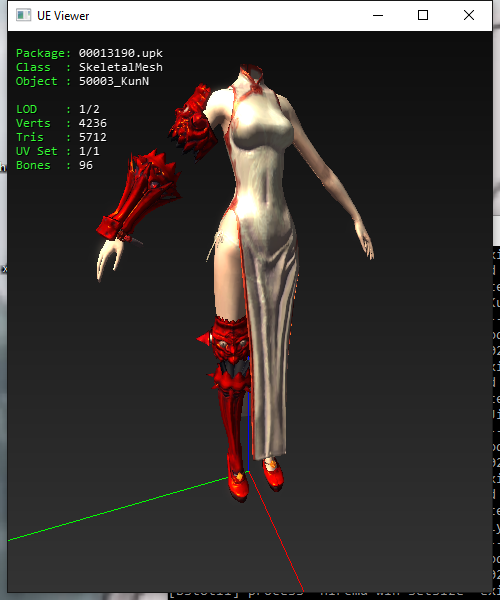 UE Viewer
Package: 00013190.upk
Class : SkeletalMesh
Object : 50003_KunN
LOD : 1/2
Verts : 4236
Tris : 5712
UV Set : 1/1
Bones : 96